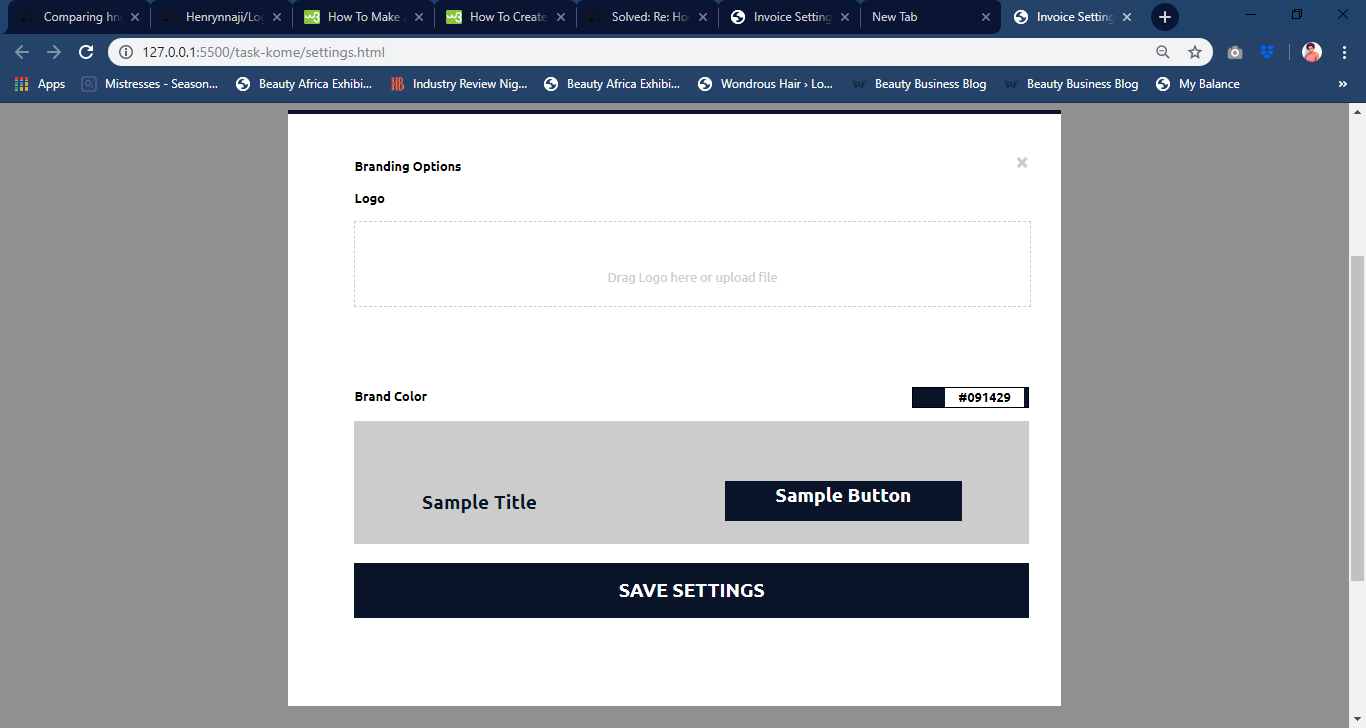 Comparing hn
Henrynnaji/Lo
How To Make
How To Create
Solved: Re: Ho
Invoice Setting
New Tab
Invoice Setting
127.0.0.1:5500/task-kome/settings.html
Apps
Mistresses - Season...
Beauty Africa Exhibi...
Industry Review Nig...
Beauty Africa Exhibi...
Wondrous Hair › Lo...
Beauty Business Blog
Beauty Business Blog
My Balance
Branding Options
Logo
Drag Logo here or upload file
Brand Color
#091429
Sample Title
Sample Button
SAVE SETTINGS